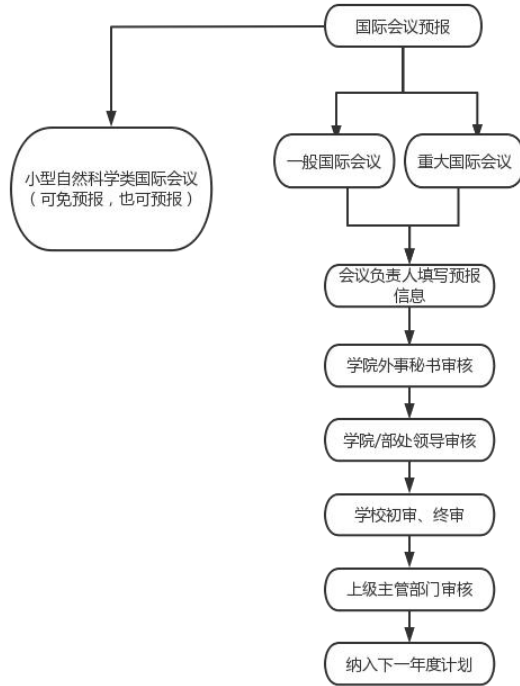 国际会议预报
小型自然科学类国际会议
（可免预报，也可预报）
一般国际会议
重大国际会议
会议负责人填写预报
信息
学院外事秘书审核
学院/部处领导审核
学校初审、终审
上级主管部门审核
纳入下一年度计划